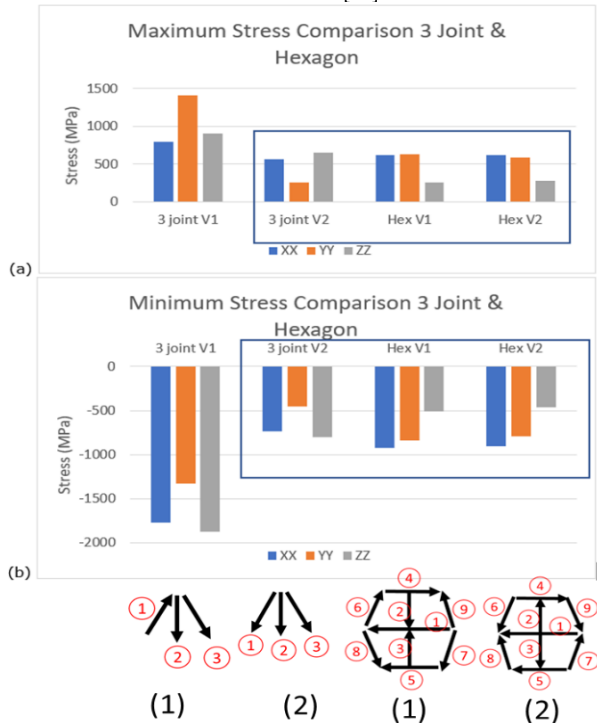 Maximum Stress Comparison 3 Joint &
Hexagon
Stress (MPa)
1500
1000
500
0
3 joint V1 3 joint V2 Hex V1 Hex V2
XX YY ZZ
(a)
Minimum Stress Comparison 3 Joint &
Hexagon
3 joint V1 3 joint V2 Hex V1 Hex V2
Stress (MPa)
0
-500
-1000
-1500
-2000
XX YY ZZ
(b)
1 2 3
1 2 3
4 6 2 9 1 3 8 7 5
4 6 2 9 1 3 8 7 5
(1) (2) (1) (2)